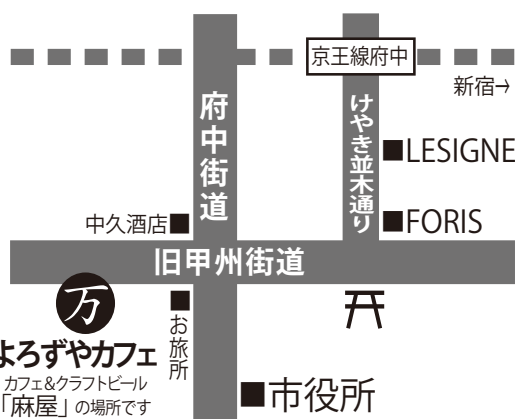 京王線府中
新宿→
府中街道
けやき並木通り
■LESIGNE
中久酒店■
■FORIS
旧甲州街道
万
■お旅所
よろずやカフェ
カフェ&クラフトビール
「麻屋」の場所です
■市役所